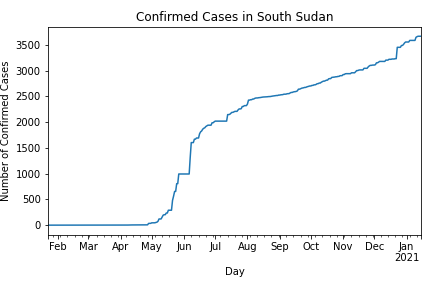 Confirmed Cases in South Sudan
Number of Confirmed Cases
3500
3000
2500
2000
1500
1000
500
0
Feb Mar Apr May Jun Jul Aug Sep Oct Nov Dec Jan
2021
Day